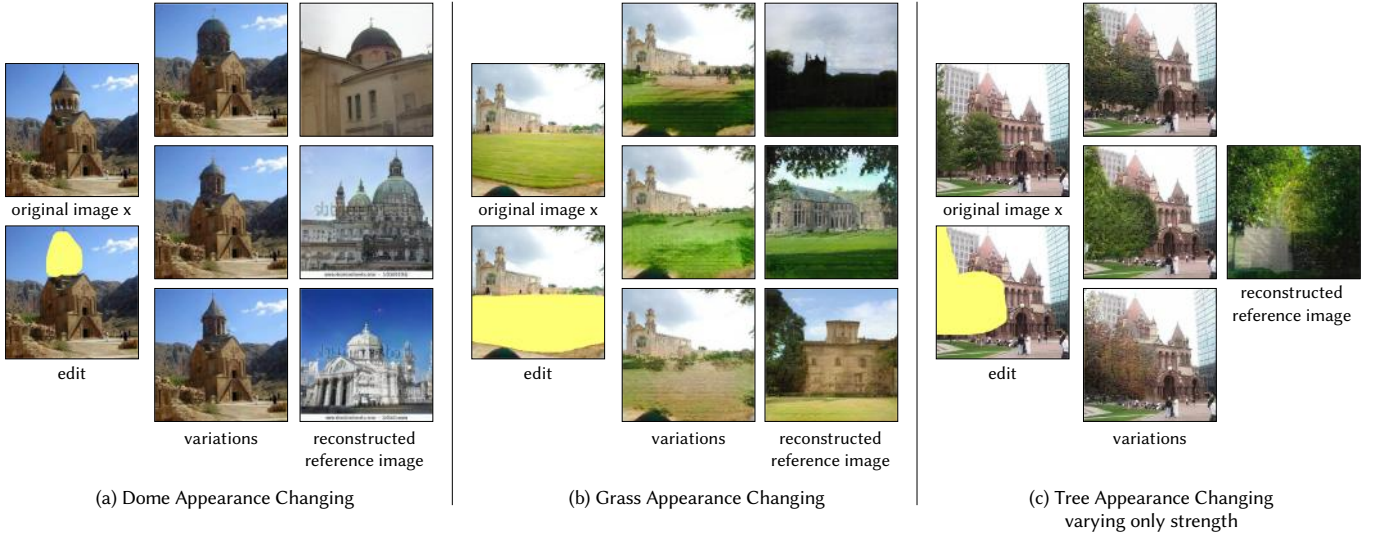 original image x
edit
variations
reconstructed
reference image
(a) Dome Appearance Changing
original image x
edit
variations
reconstructed
reference image
(b) Grass Appearance Changing
original image x
edit
variations
reconstructed
reference image
(c) Tree Appearance Changing
varying only strength